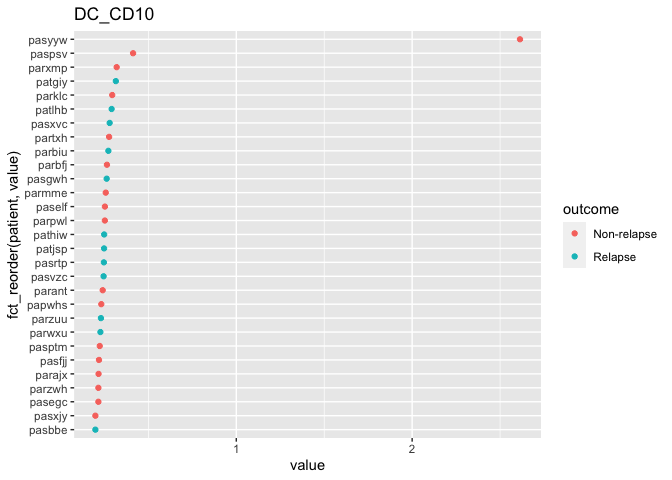 DC_CD10
fct_reorder(patient, value)
pasyyw
paspsv
parxmp
patgiy
parklc
patlhb
pasxvc
partxh
parbiu
parbfj
pasgwh
parmme
paself
parpwl
pathiw
patjsp
pasrtp
pasvzc
parant
papwhs
parzuu
parwxu
pasptm
pasfjj
parajx
parzwh
pasegc
pasxjy
pasbbe
1
2
value
outcome
Non-relapse
Relapse